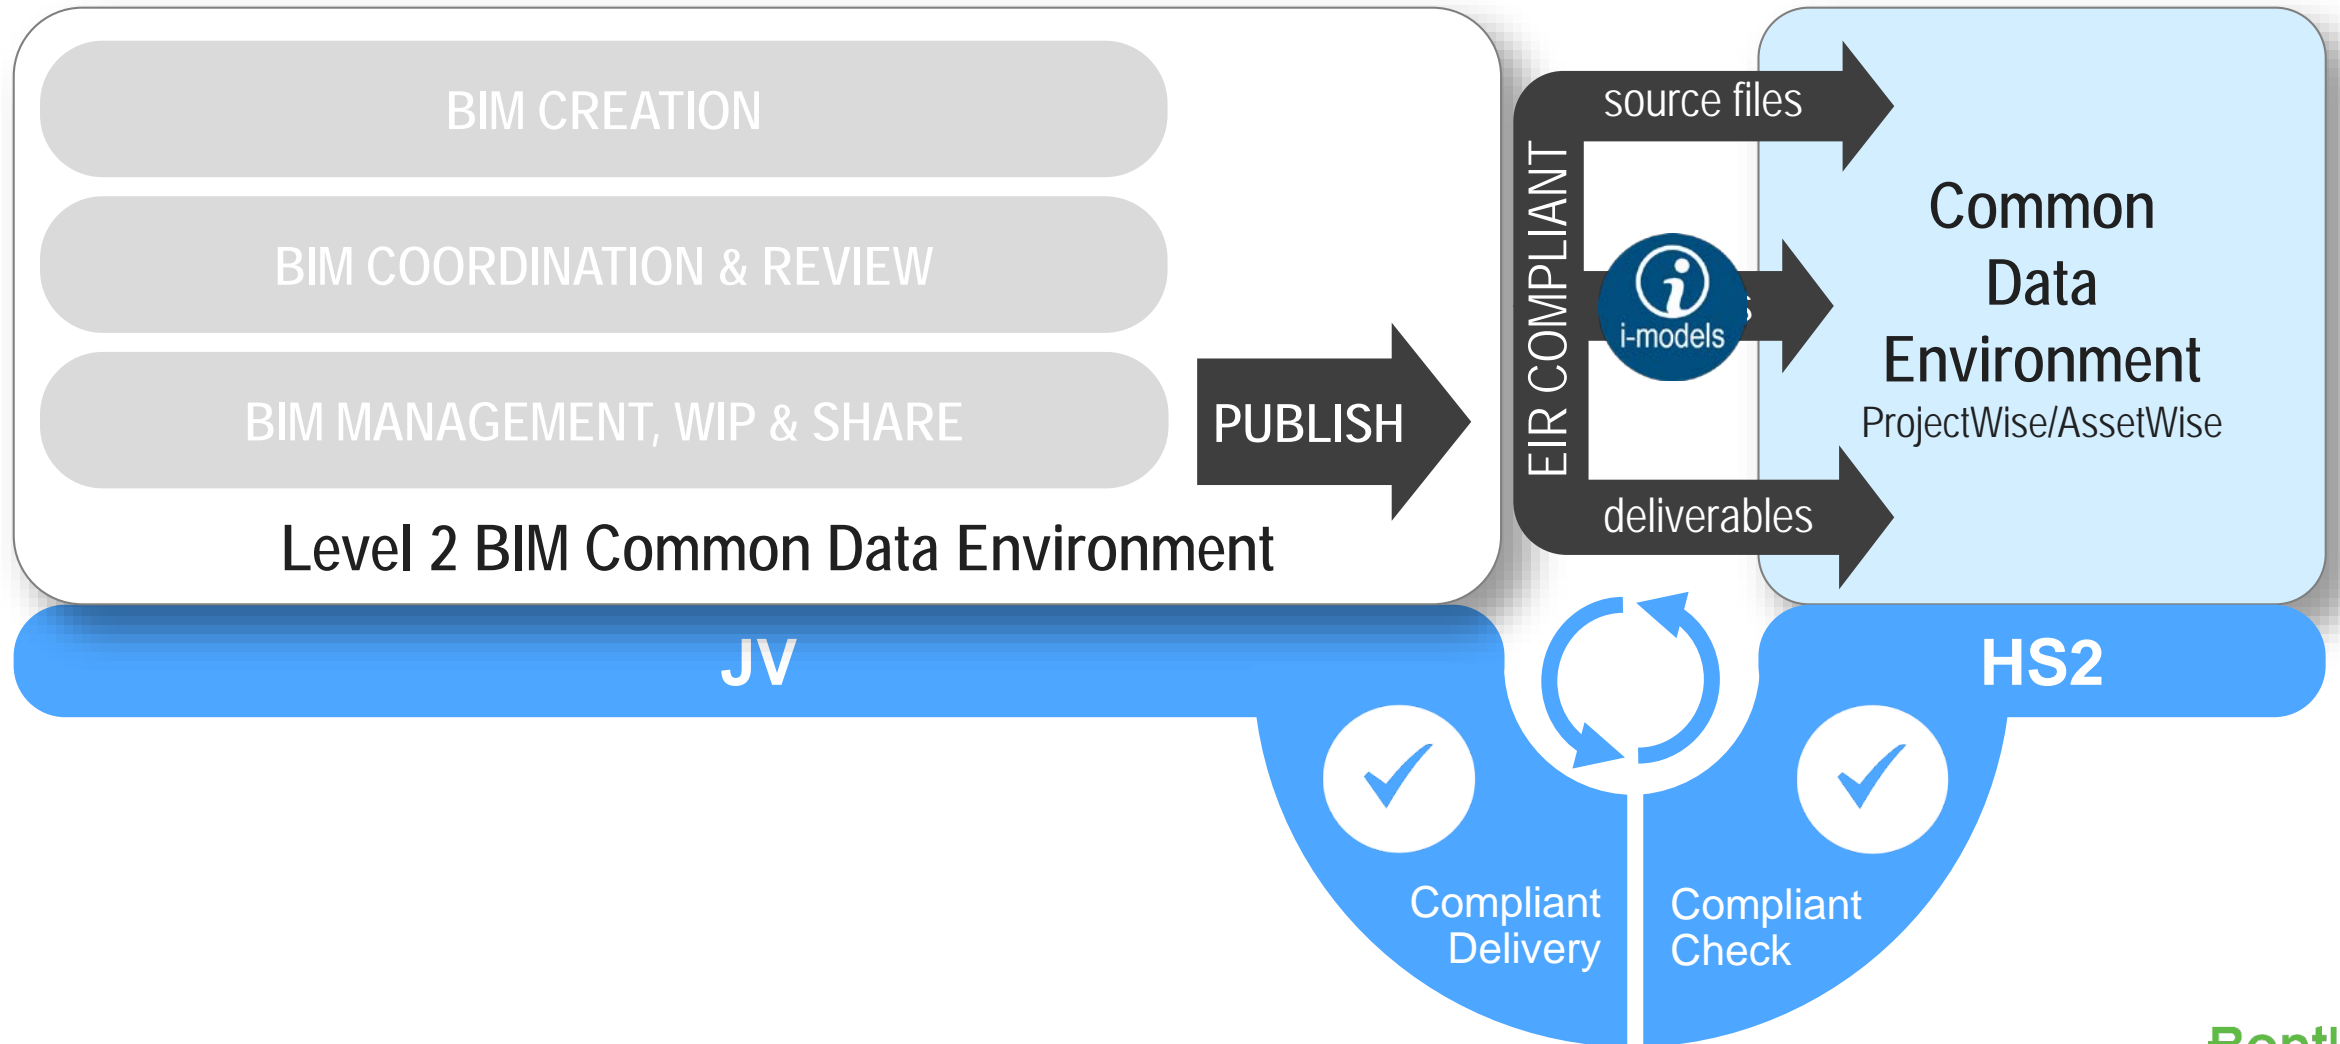 BIM CREATION
BIM COORDINATION & REVIEW
BIM MANAGEMENT, WIP & SHARE
PUBLISH
Level 2 BIM Common Data Environment
EIR COMPLIANT
source files
i-models
deliverables
Common
Data
Environment
ProjectWise/AssetWise
JV
HS2
Compliant
Delivery
Compliant
Check